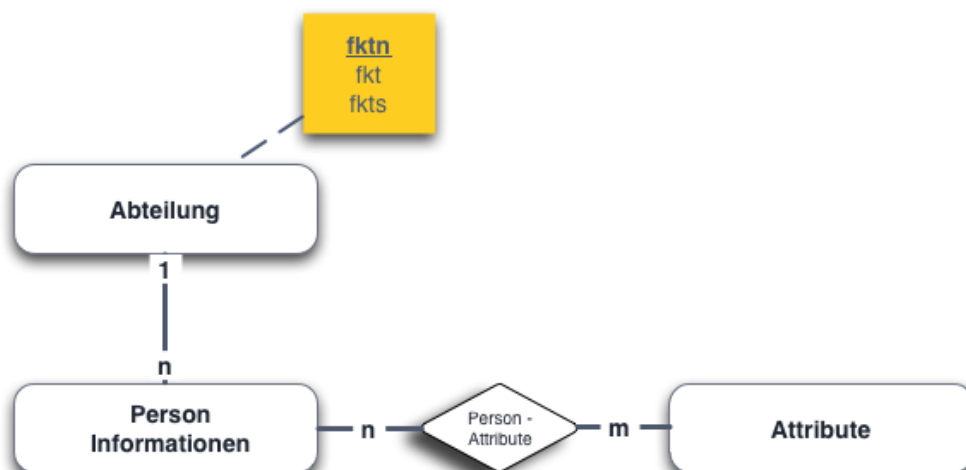 fktn
fkt
fkts
Abteilung
1
n
Person
Informationen
n
Person -
Attribute
m
Attribute